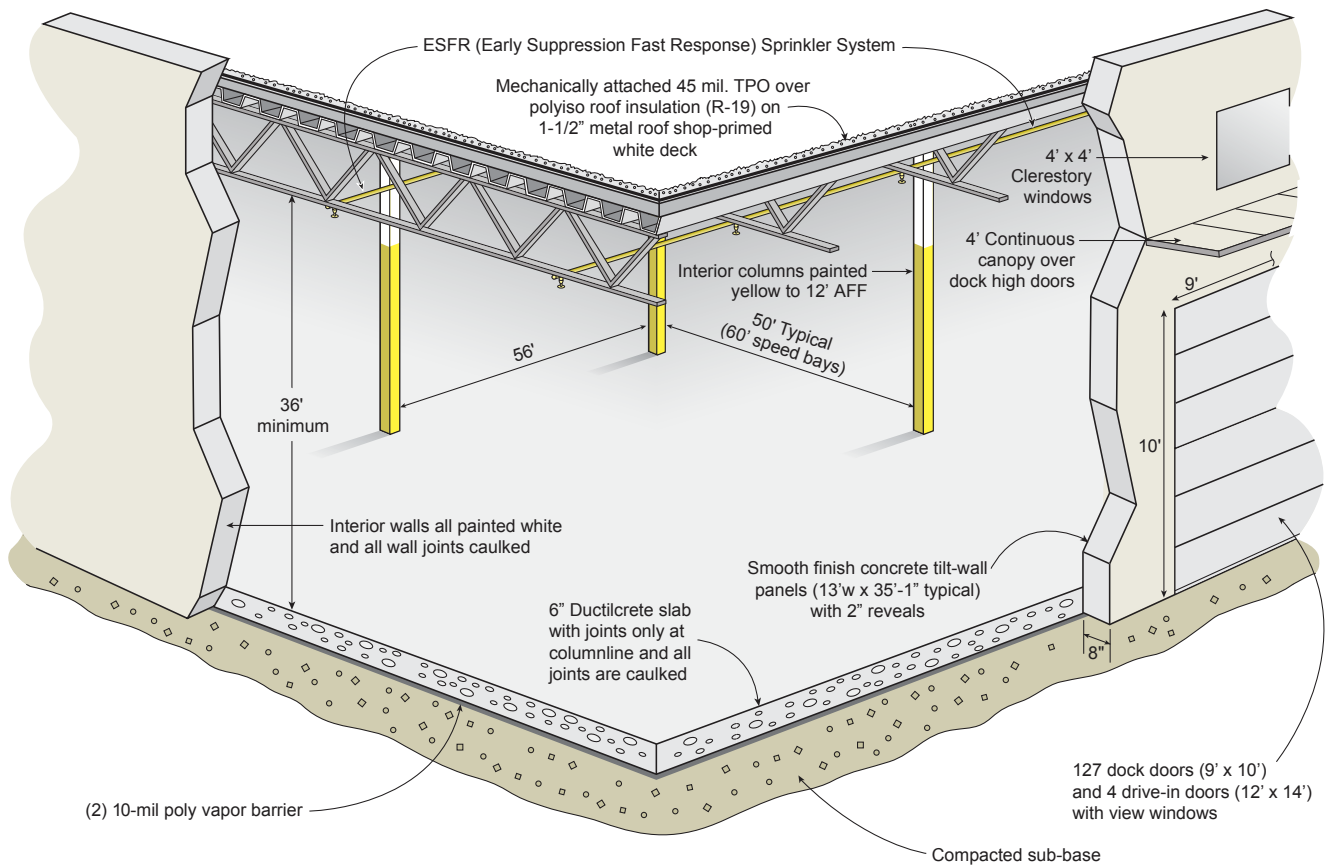 ESFR (Early Suppression Fast Response) Sprinkler System
Mechanically attached 45 mil. TPO over
polyiso roof insulation (R-19) on
1-1/2” metal roof shop-primed
white deck
4’ x 4’
Clerestory
windows
4’ Continuous
canopy over
dock high doors
9’
Interior columns painted
yellow to 12’ AFF
56'
50' Typical
(60’ speed bays)
36'
minimum
10'
Interior walls all painted white
and all wall joints caulked
Smooth finish concrete tilt-wall
panels (13’w x 35’-1” typical)
with 2” reveals
6” Ductilcrete slab
with joints only at
columnline and all
joints are caulked
8"
(2) 10-mil poly vapor barrier
127 dock doors (9’ x 10’)
and 4 drive-in doors (12’ x 14’)
with view windows
Compacted sub-base